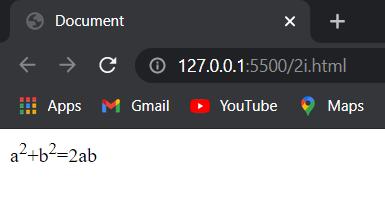 Document
127.0.0.1:5500/2i.html
Apps Gmail YouTube Maps
a²+b²=2ab